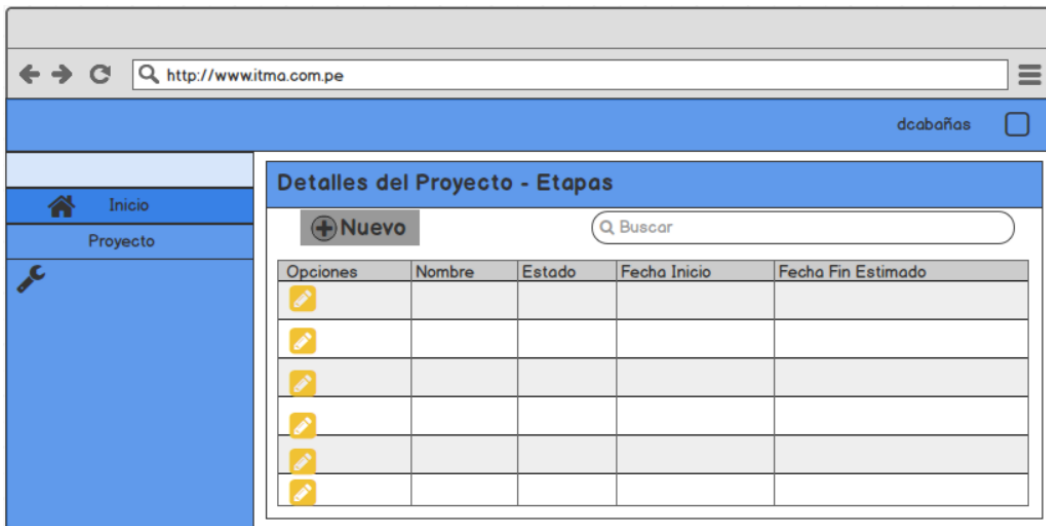 http://www.itma.com.pe
dcabañas
Detalles del Proyecto - Etapas
Inicio
Nuevo
Buscar
Proyecto
Opciones Nombre Estado Fecha Inicio Fecha Fin Estimado